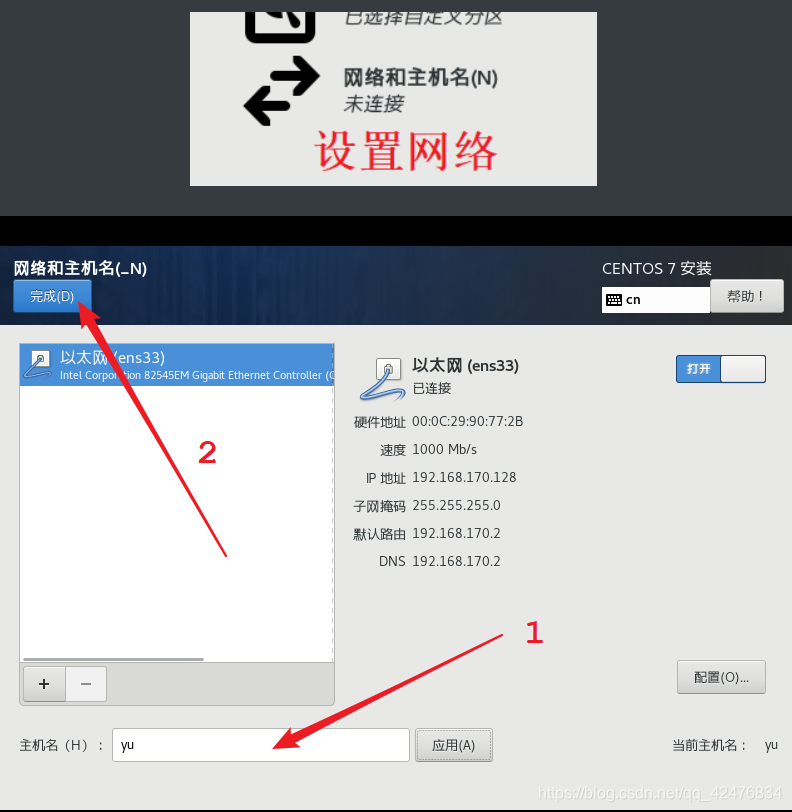 已选择自定义分区
网络和主机名(N)
未连接
设置网络
网络和主机名(_N)
CENTOS 7 安装
完成(D)
cn
帮助！
以太网 (ens33)
Intel Corporation 82545EM Gigabit Ethernet Controller (
以太网 (ens33)
已连接
打开
硬件地址 00:0C:29:90:77:2B
速度 1000 Mb/s
IP 地址 192.168.170.128
子网掩码 255.255.255.0
默认路由 192.168.170.2
DNS 192.168.170.2
2
1
+ −
配置(O)...
主机名（H）： yu 应用(A) 当前主机名： yu
https://blog.csdn.net/qq_42476834